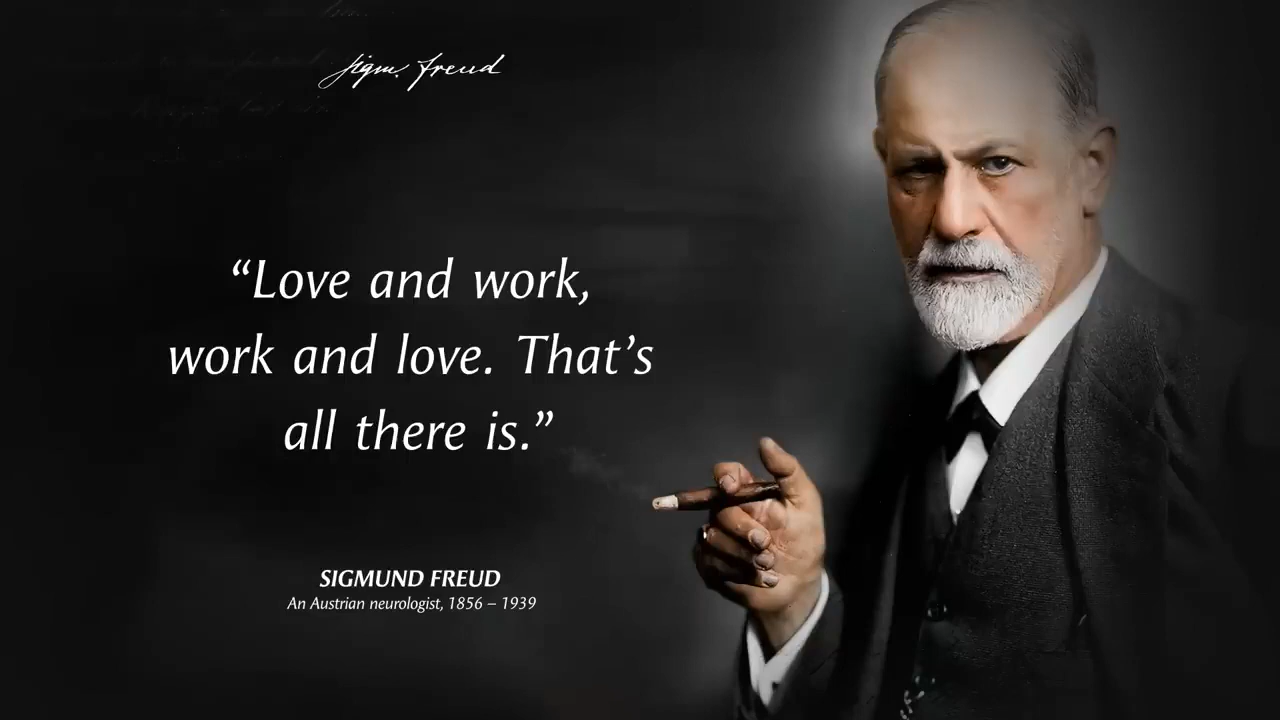 Sigm. Freud
“Love and work,
work and love. That’s
all there is.”
SIGMUND FREUD
An Austrian neurologist, 1856 – 1939